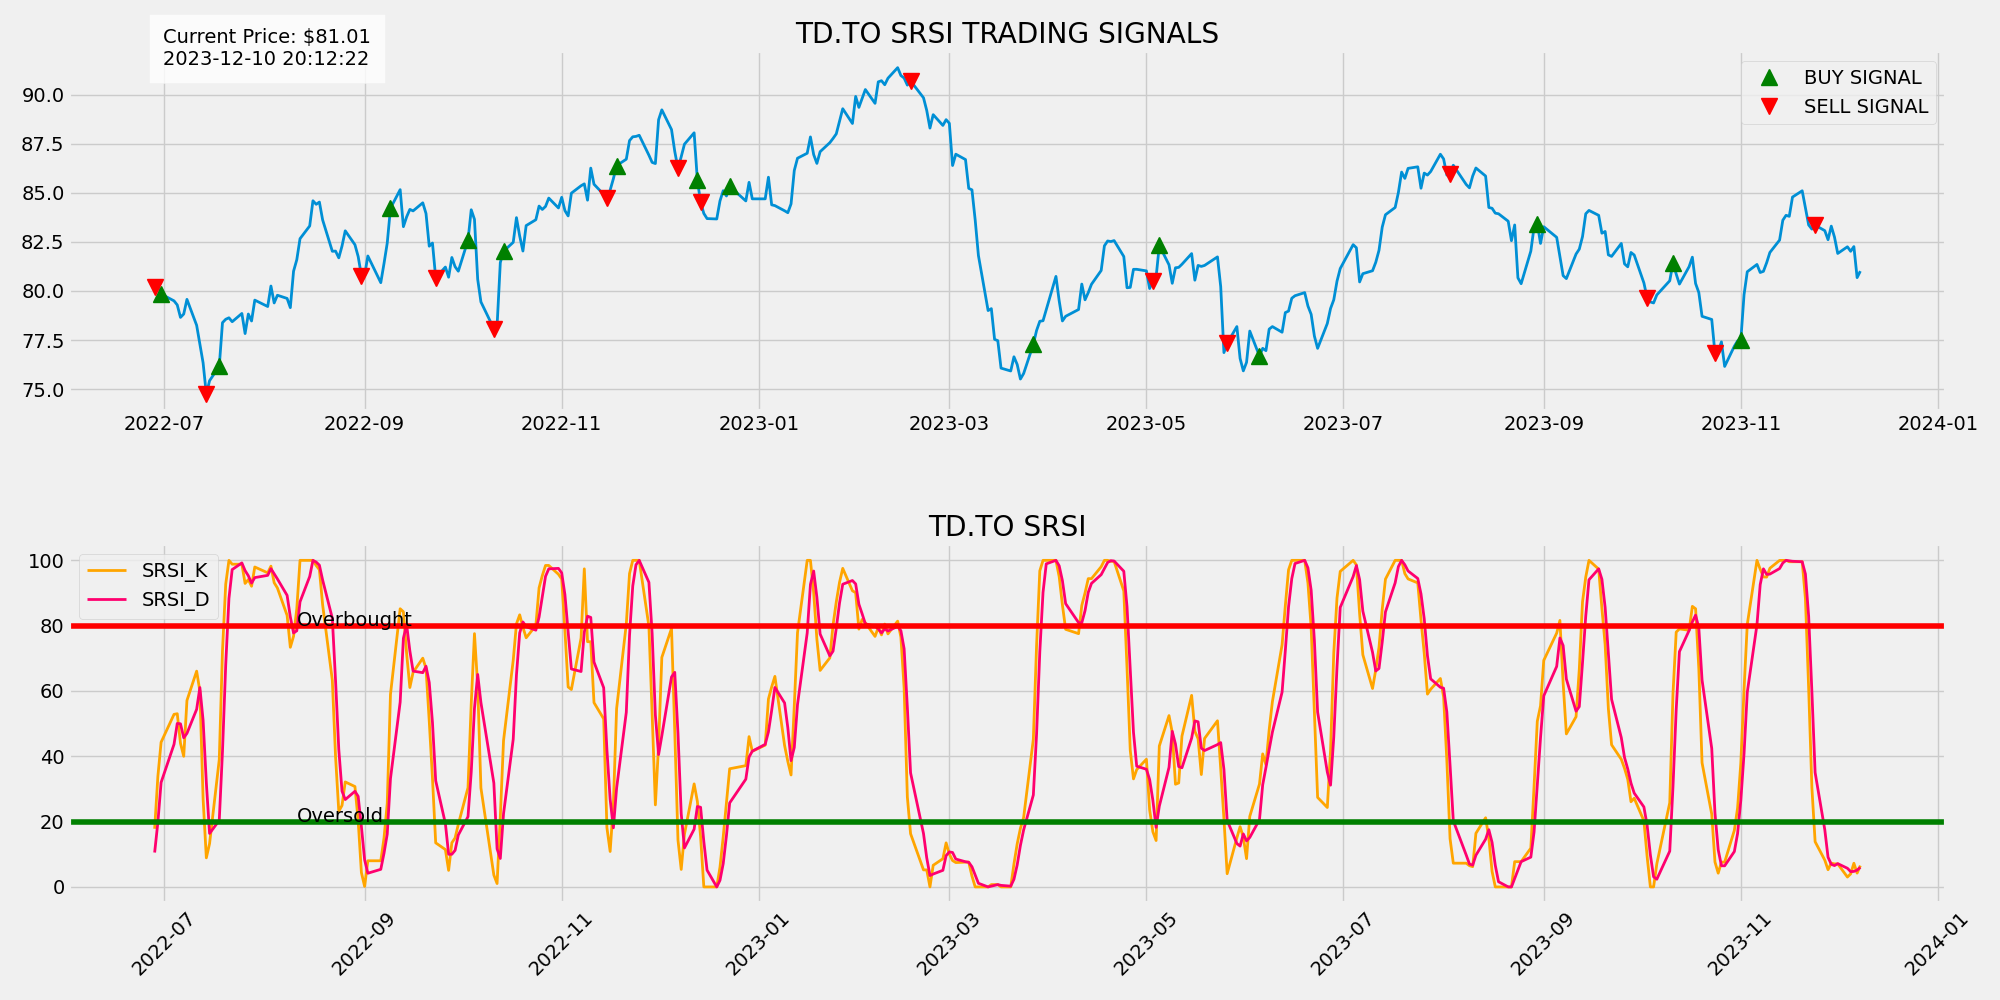 TD.TO SRSI TRADING SIGNALS
Current Price: $81.01
2023-12-10 20:12:22
BUY SIGNAL
SELL SIGNAL
90.0
87.5
85.0
82.5
80.0
77.5
75.0
2022-07 2022-09 2022-11 2023-01 2023-03 2023-05 2023-07 2023-09 2023-11 2024-01
TD.TO SRSI
SRSI_K
SRSI_D
Overbought
Oversold
100
80
60
40
20
0
2022-07 2022-09 2022-11 2023-01 2023-03 2023-05 2023-07 2023-09 2023-11 2024-01